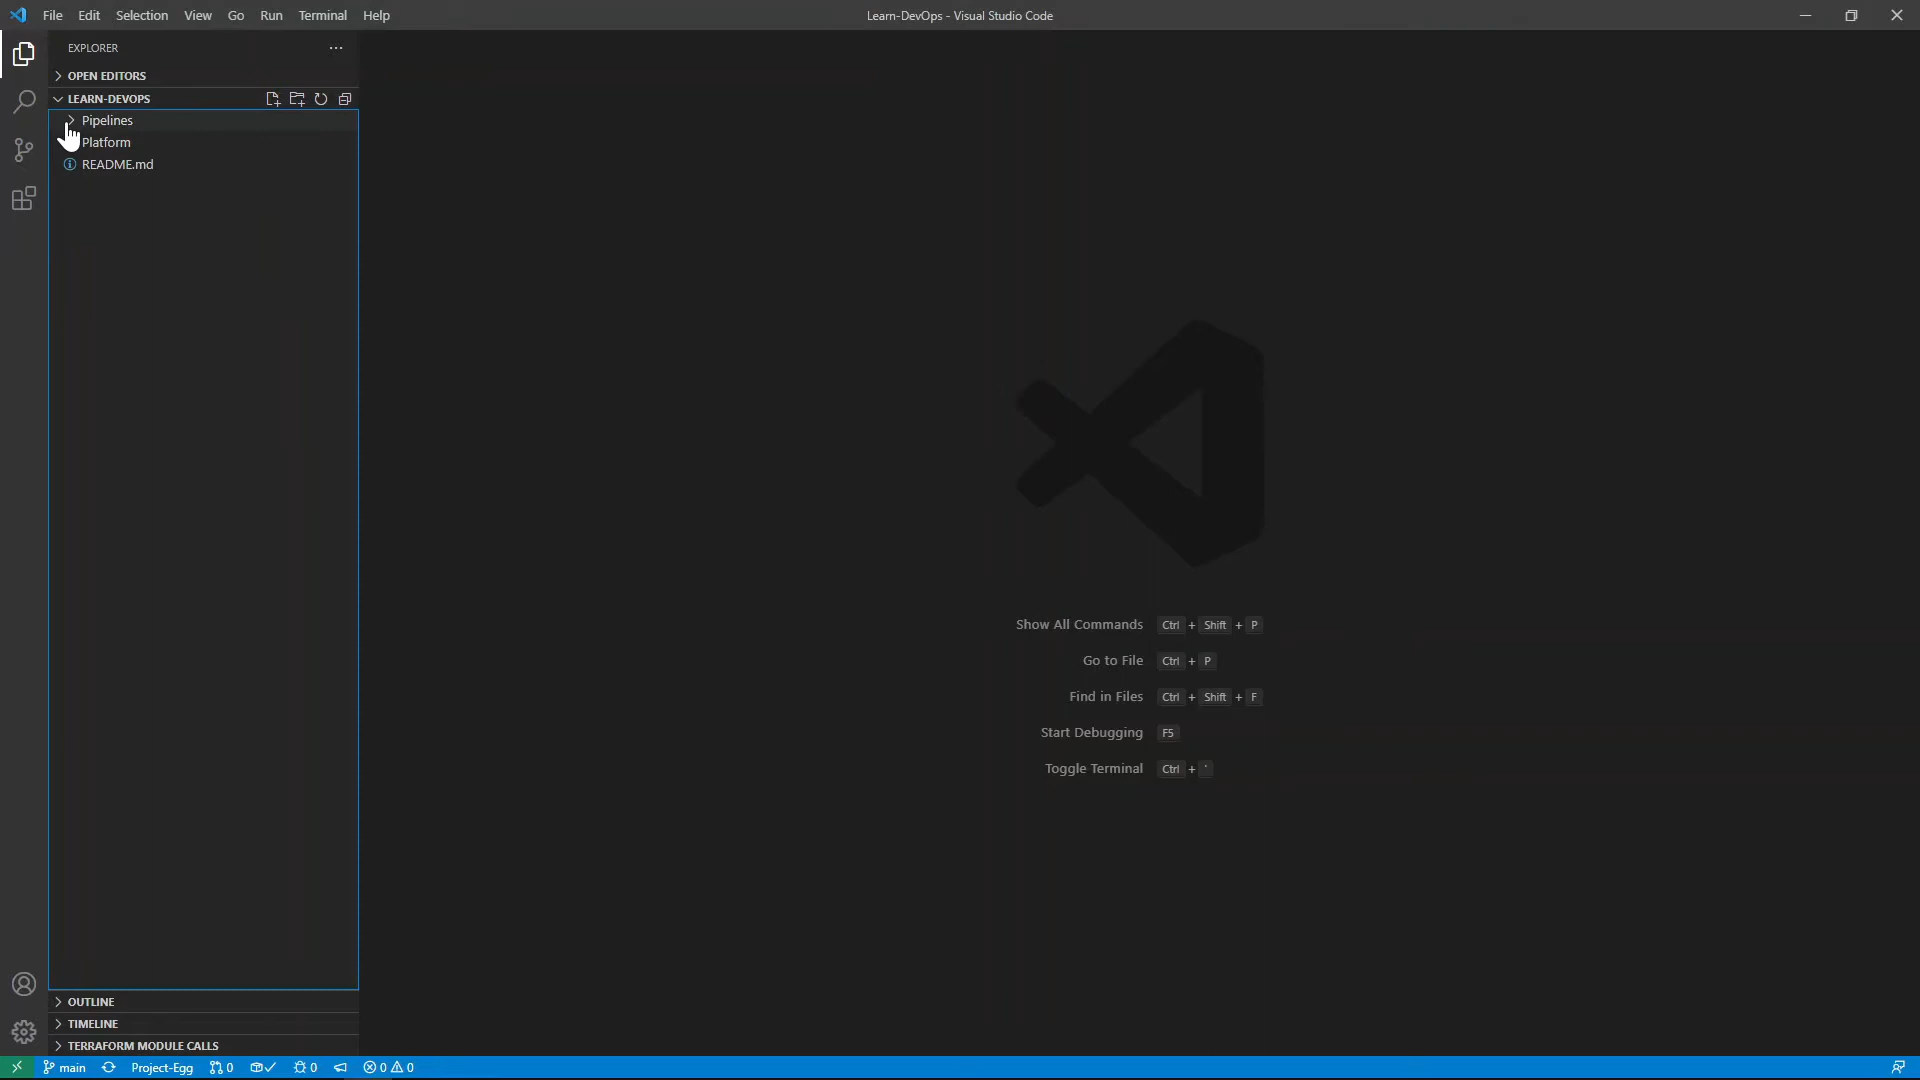 File Edit Selection View Go Run Terminal Help
Learn-DevOps - Visual Studio Code
EXPLORER
OPEN EDITORS
LEARN-DEVOPS
Pipelines
Platform
README.md
Show All Commands Ctrl + Shift + P
Go to File Ctrl + P
Find in Files Ctrl + Shift + F
Start Debugging F5
Toggle Terminal Ctrl + '
OUTLINE
TIMELINE
TERRAFORM MODULE CALLS
main Project-Egg 0 0 0 0